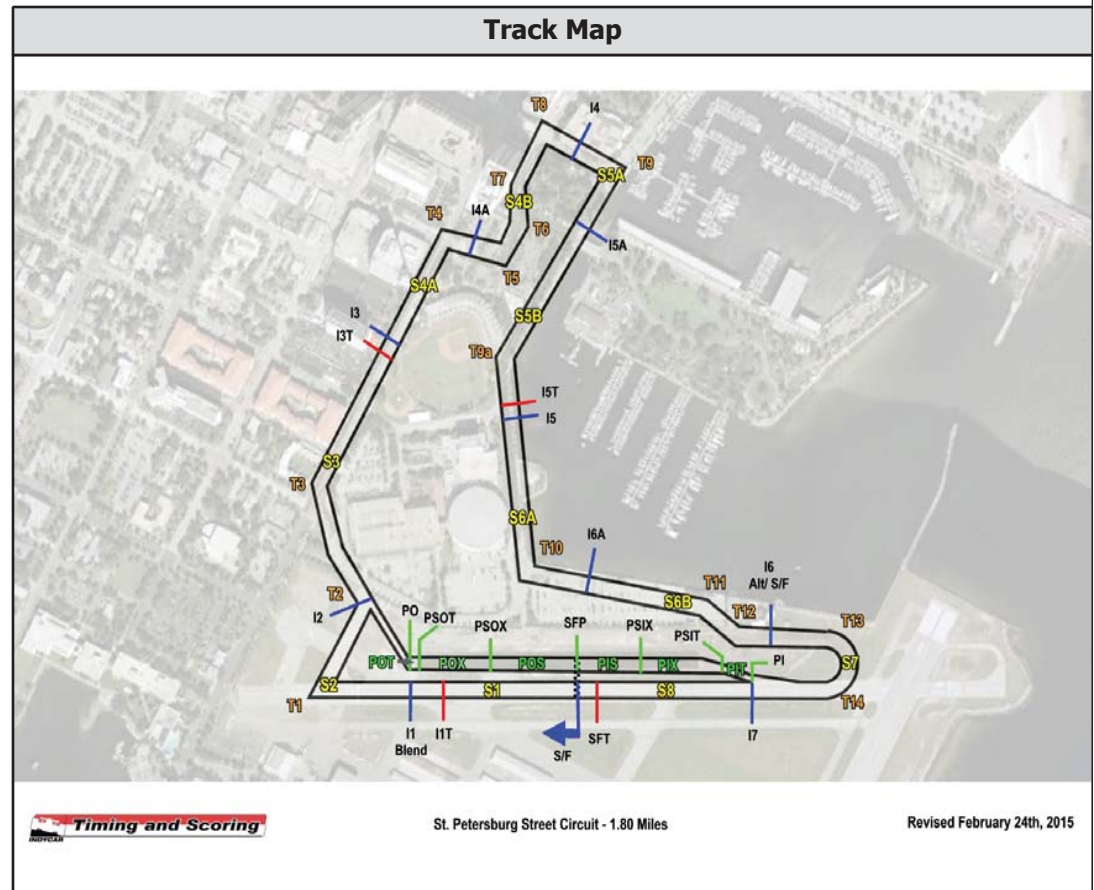 Track Map
T8
I4
T9
S5A
T7
S4B
I4A
T4
T6
I5A
T5
S4A
S5B
I3
I3T
T9a
I5T
I5
S3
T3
S6A
T10
I6A
I6
Alt/ S/F
T11
S6B
T12
T13
T2
I2
PO
PSOT
PSOX
SFP
PSIX
PSIT
PI
S7
POT
POX
POS
PIS
PIX
PIT
S2
S1
S8
T1
T14
I1
Blend
I1T
S/F
SFT
I7
INDYCAR
Timing and Scoring
St. Petersburg Street Circuit - 1.80 Miles
Revised February 24th, 2015